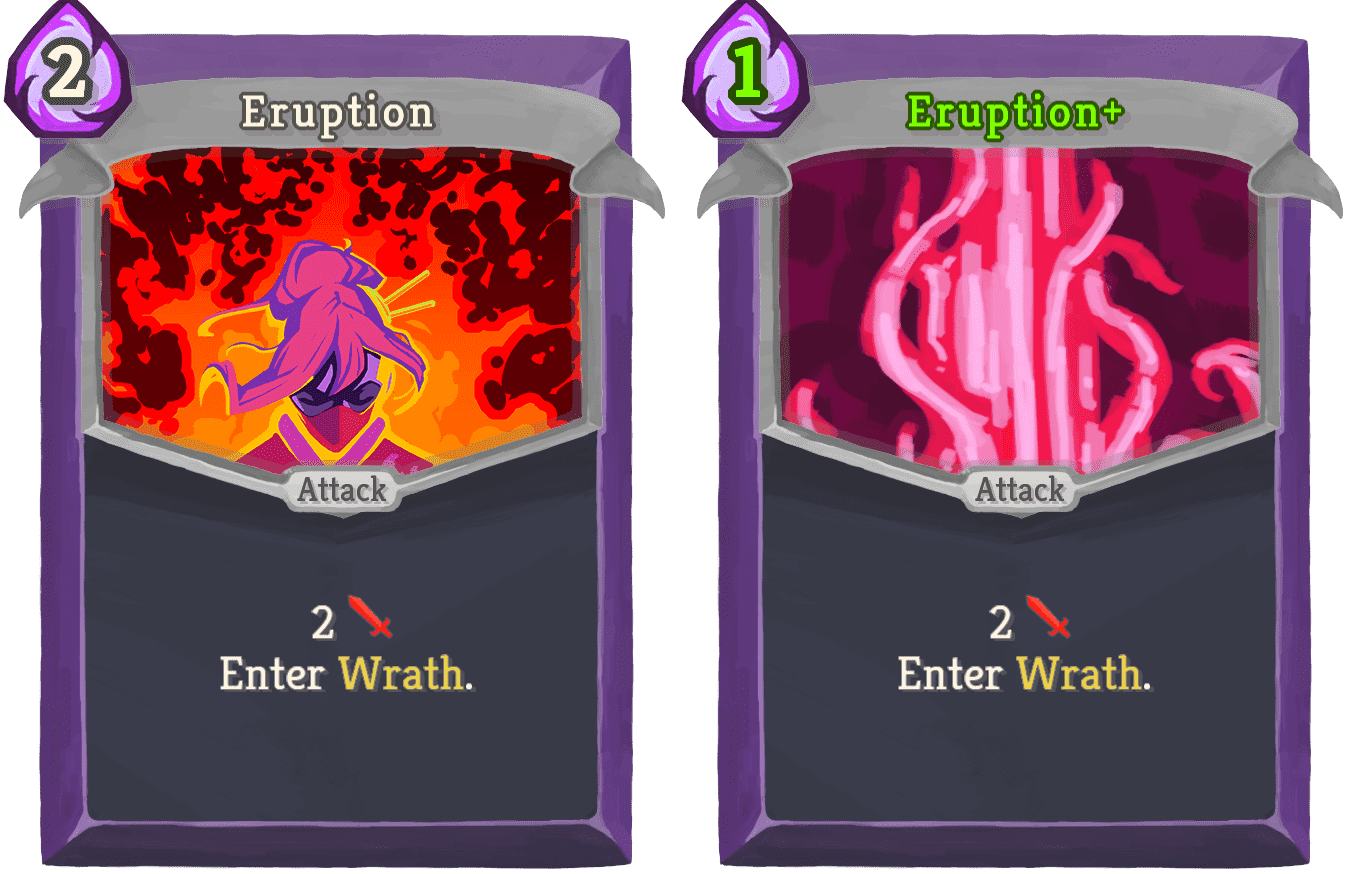 2
Eruption
Attack
2
Enter Wrath.
1
Eruption+
Attack
2
Enter Wrath.